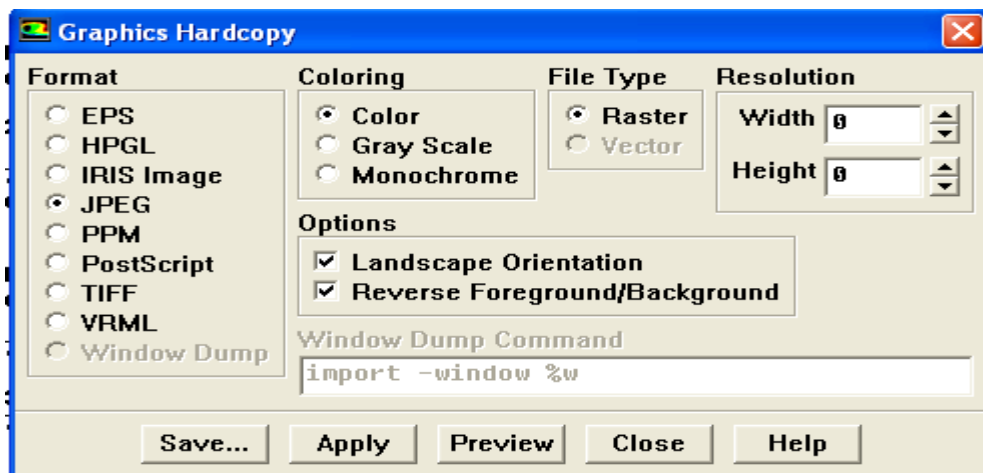 Graphics Hardcopy
Format
EPS
HPGL
IRIS Image
JPEG
PPM
PostScript
TIFF
VRML
Window Dump
Coloring
Color
Gray Scale
Monochrome
File Type
Raster
Vector
Resolution
Width 0
Height 0
Options
Landscape Orientation
Reverse Foreground/Background
Window Dump Command
import -window %w
Save... Apply Preview Close Help